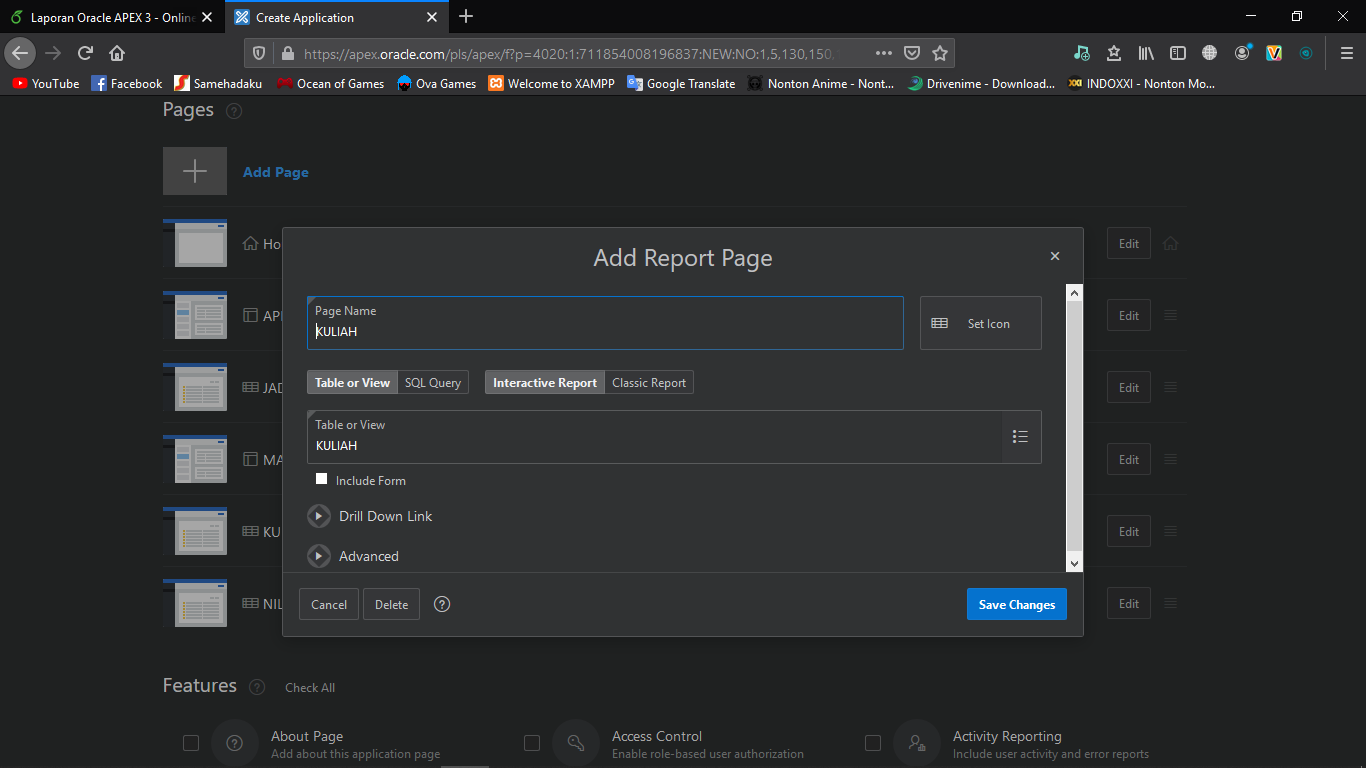 Laporan Oracle APEX 3 - Online
Create Application
https://apex.oracle.com/pls/apex/f?p=4020:1:711854008196837:NEW:NO:1,5,130,150,
YouTube
Facebook
Samehadaku
Ocean of Games
Ova Games
Welcome to XAMPP
Google Translate
Nonton Anime - Nont...
Drivenime - Download...
INDOXXI - Nonton Mo...
Pages
Add Page
Ho
Edit
API
Edit
JAD
Edit
MA
Edit
KU
Edit
NIL
Edit
Add Report Page
Page Name
KULIAH
Set Icon
Table or View
SQL Query
Interactive Report
Classic Report
Table or View
KULIAH
Include Form
Drill Down Link
Advanced
Cancel
Delete
Save Changes
Features
Check All
About Page
Add about this application page
Access Control
Enable role-based user authorization
Activity Reporting
Include user activity and error reports